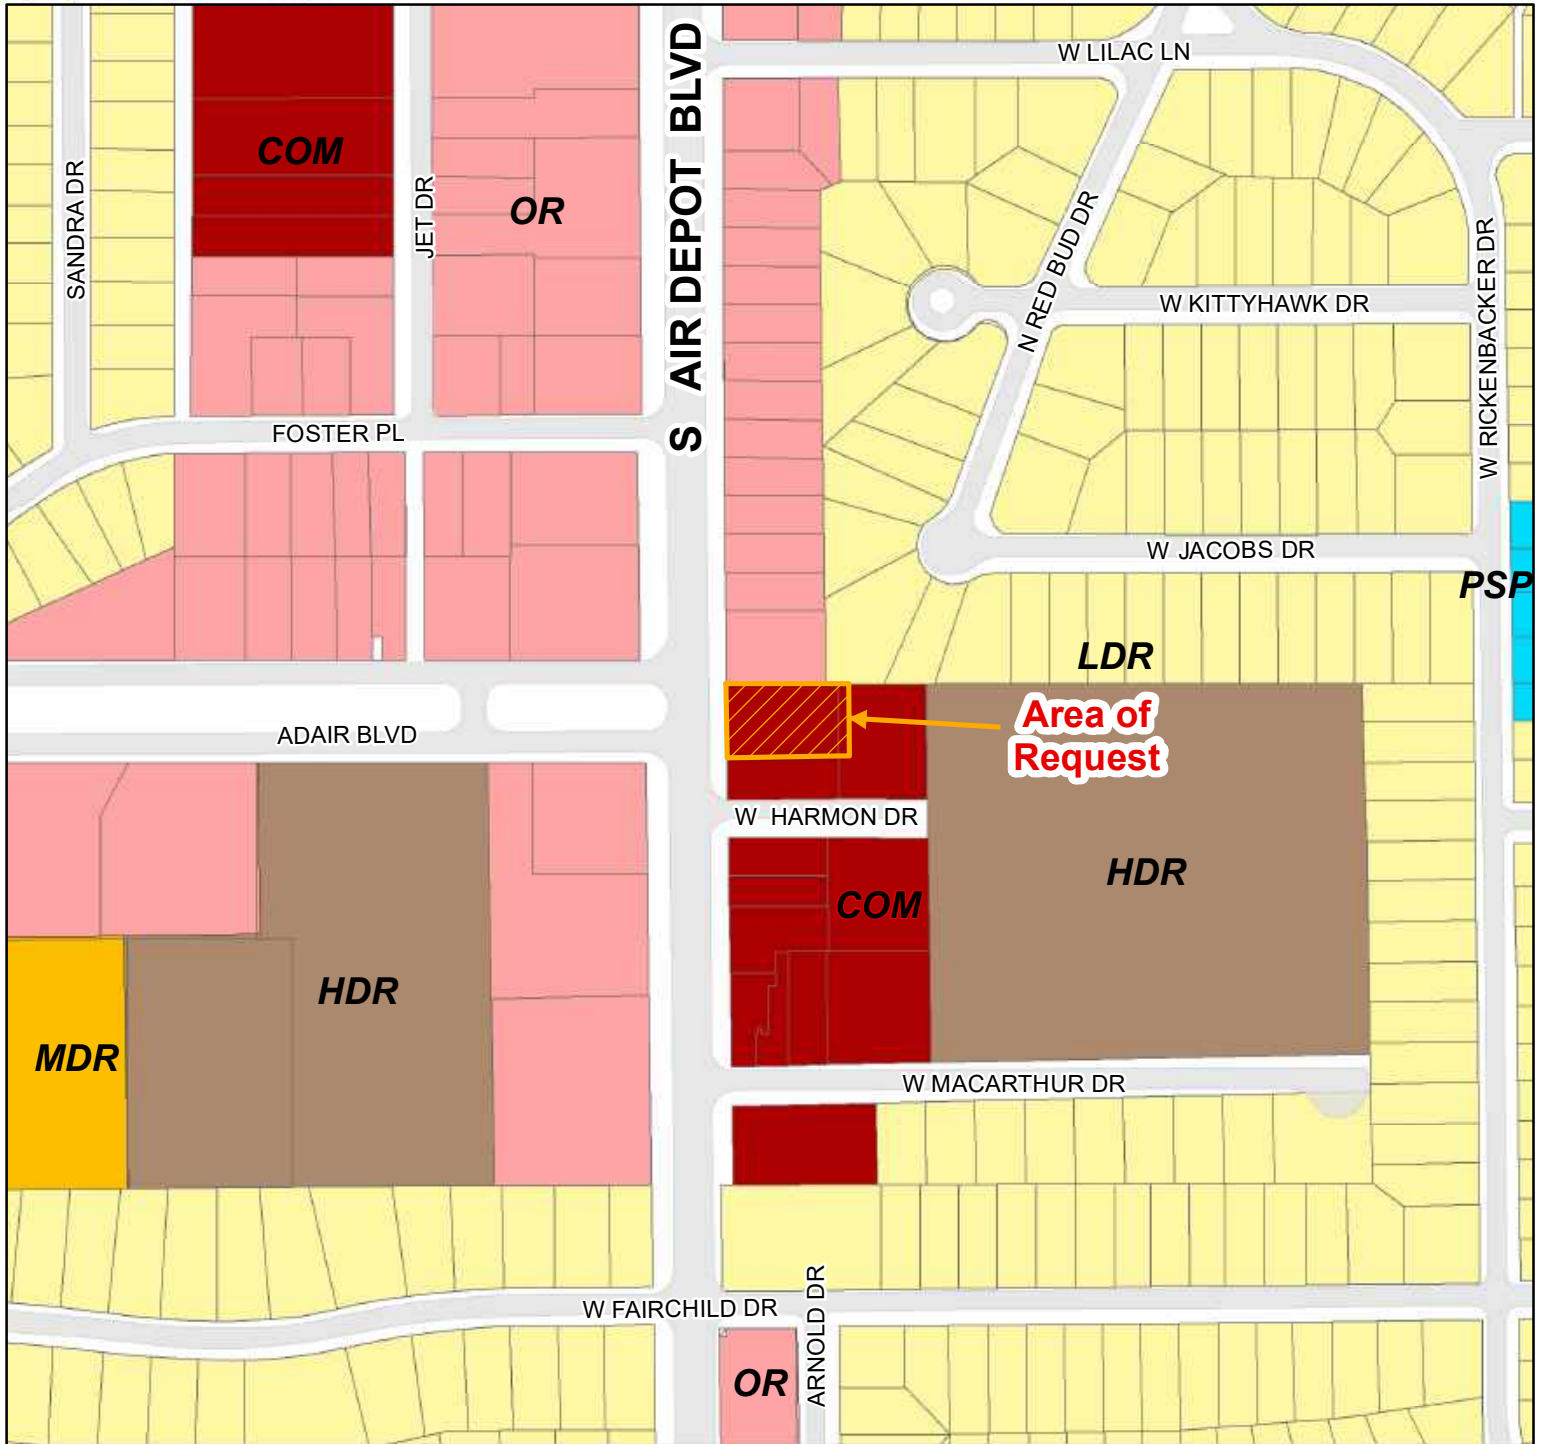 W LILAC LN
S AIR DEPOT BLVD
COM
SANDRA DR
JET DR
OR
N RED BUD DR
W RICKENBACKER DR
W KITTYHAWK DR
FOSTER PL
W JACOBS DR
PSP
LDR
Area of
Request
ADAIR BLVD
W HARMON DR
HDR
COM
HDR
MDR
W MACARTHUR DR
W FAIRCHILD DR
ARNOLD DR
OR